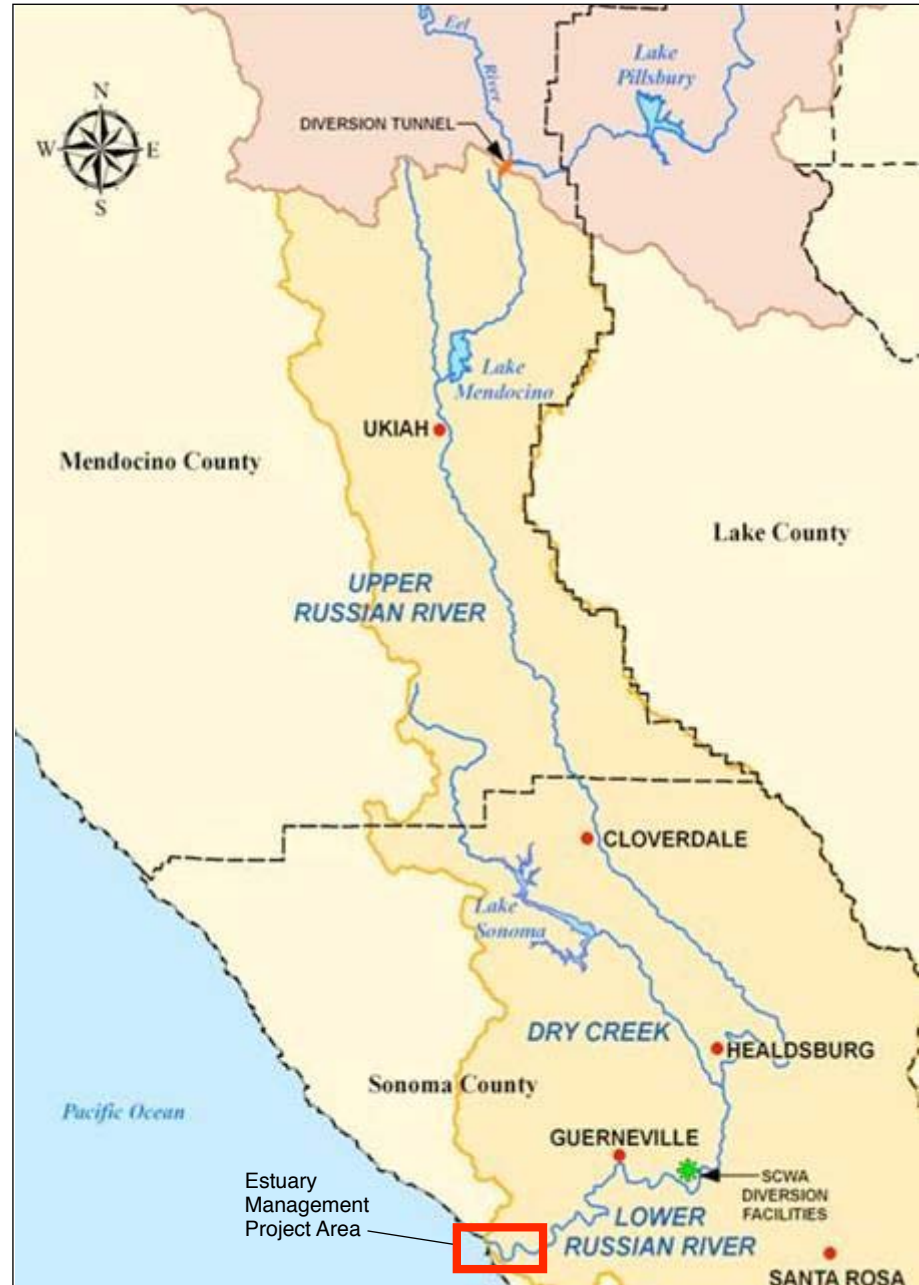 Eel
River
Lake
Pillsbury
DIVERSION TUNNEL
N
W
E
S
Lake
Mendocino
UKIAH
Mendocino County
Lake County
UPPER
RUSSIAN RIVER
CLOVERDALE
Lake
Sonoma
DRY CREEK
HEALDSBURG
Sonoma County
Pacific Ocean
GUERNEVILLE
SCWA
DIVERSION
FACILITIES
Estuary
Management
Project Area
LOWER
RUSSIAN RIVER
SANTA ROSA